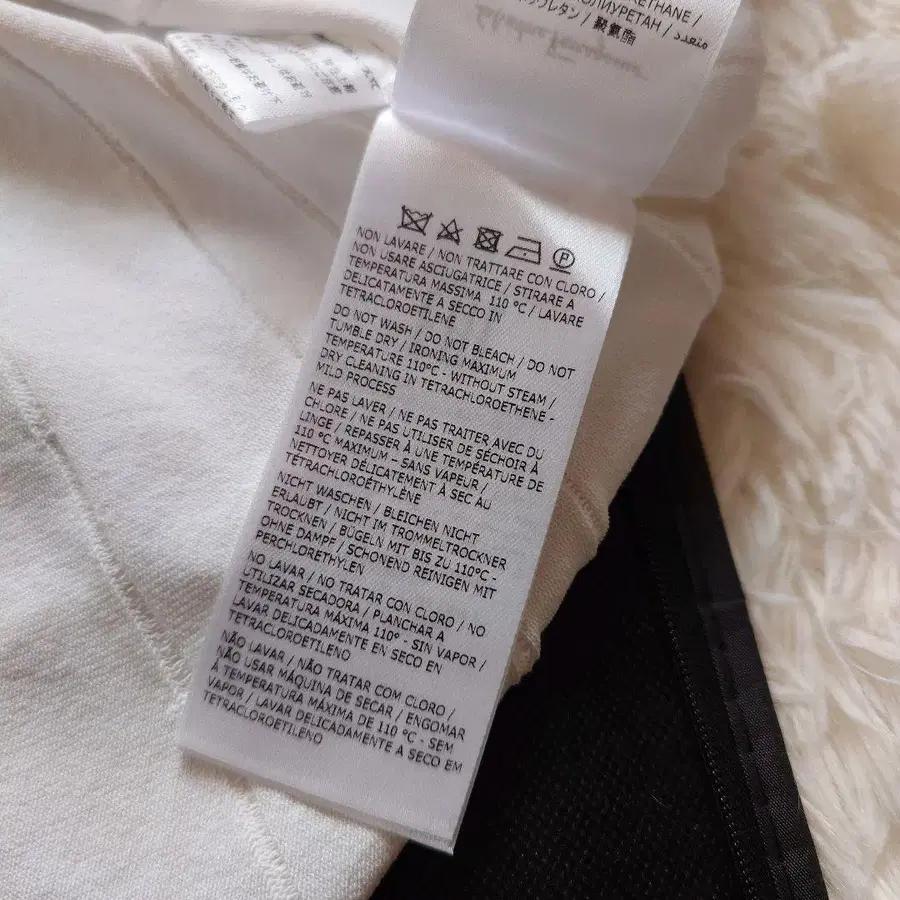 ETHANE /
ПОЛИУРЕТАН /
ウレタン / 聚氨酯 / متعدد
NON LAVARE / NON TRATTARE CON CLORO /
NON USARE ASCIUGATRICE / STIRARE A
TEMPERATURA MASSIMA 110 °C / LAVARE
DELICATAMENTE A SECCO IN
TETRACLOROETILENE
DO NOT WASH / DO NOT BLEACH / DO NOT
TUMBLE DRY / IRONING MAXIMUM
TEMPERATURE 110°C - WITHOUT STEAM /
DRY CLEANING IN TETRACHLOROETHENE -
MILD PROCESS
NE PAS LAVER / NE PAS TRAITER AVEC DU
CHLORE / NE PAS UTILISER DE SÉCHOIR À
LINGE / REPASSER À UNE TEMPÉRATURE DE
110 °C MAXIMUM – SANS VAPEUR /
NETTOYER DÉLICATEMENT À SEC AU
TÉTRACHLOROÉTHYLÈNE
NICHT WASCHEN / BLEICHEN NICHT
ERLAUBT / NICHT IM TROMMELTROCKNER
TROCKNEN / BÜGELN MIT BIS ZU 110°C -
OHNE DAMPF / SCHONEND REINIGEN MIT
PERCHLORETHYLEN
NO LAVAR / NO TRATAR CON CLORO / NO
UTILIZAR SECADORA / PLANCHAR A
TEMPERATURA MÁXIMA 110° - SIN VAPOR /
LAVAR DELICADAMENTE EN SECO EN
TETRACLOROETILENO
NÃO LAVAR / NÃO TRATAR COM CLORO /
NÃO USAR MÁQUINA DE SECAR / ENGOMAR
À TEMPERATURA MÁXIMA DE 110 °C - SEM
VAPOR / LAVAR DELICADAMENTE A SECO EM
TETRACLOROETILENO